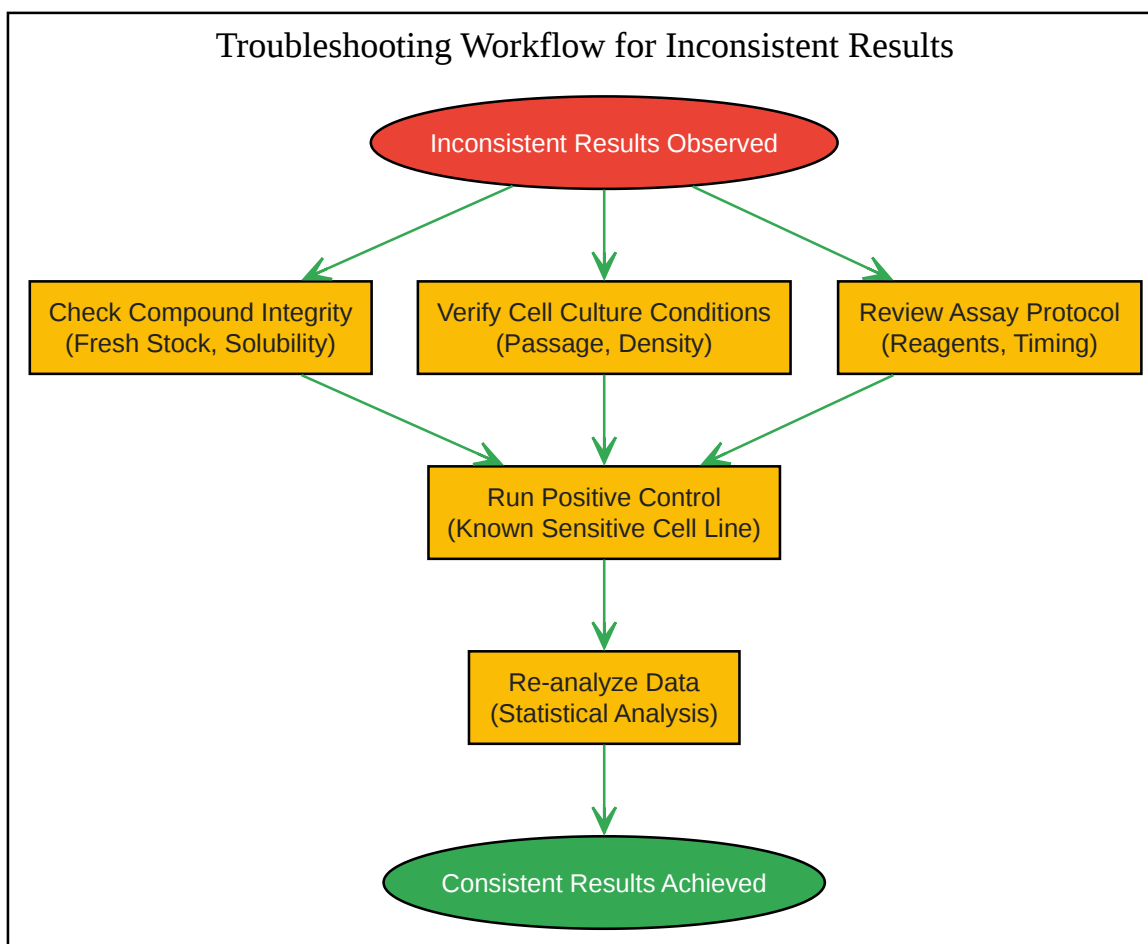 Troubleshooting Workflow for Inconsistent Results
Inconsistent Results Observed
Check Compound Integrity
(Fresh Stock, Solubility)
Verify Cell Culture Conditions
(Passage, Density)
Review Assay Protocol
(Reagents, Timing)
Run Positive Control
(Known Sensitive Cell Line)
Re-analyze Data
(Statistical Analysis)
Consistent Results Achieved